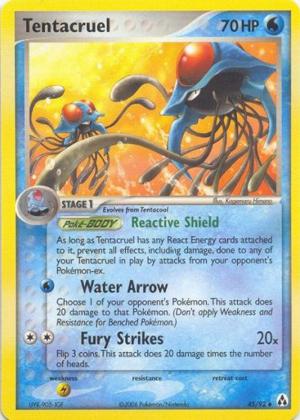 Tentacruel 70 HP
Illus. Kagemaru Himeno
STAGE 1
Evolves from Tentacool
Poké-BODY Reactive Shield
As long as Tentacruel has any React Energy cards attached
to it, prevent all effects, including damage, done to any
of your Tentacruel in play by attacks from your opponent's
Pokémon-ex.
Water Arrow
Choose 1 of your opponent's Pokémon. This attack does
20 damage to that Pokémon. (Don't apply Weakness and
Resistance for Benched Pokémon.)
Fury Strikes 20x
Flip 3 coins. This attack does 20 damage times the number
of heads.
weakness resistance retreat cost
©2006 Pokémon/Nintendo 45/92